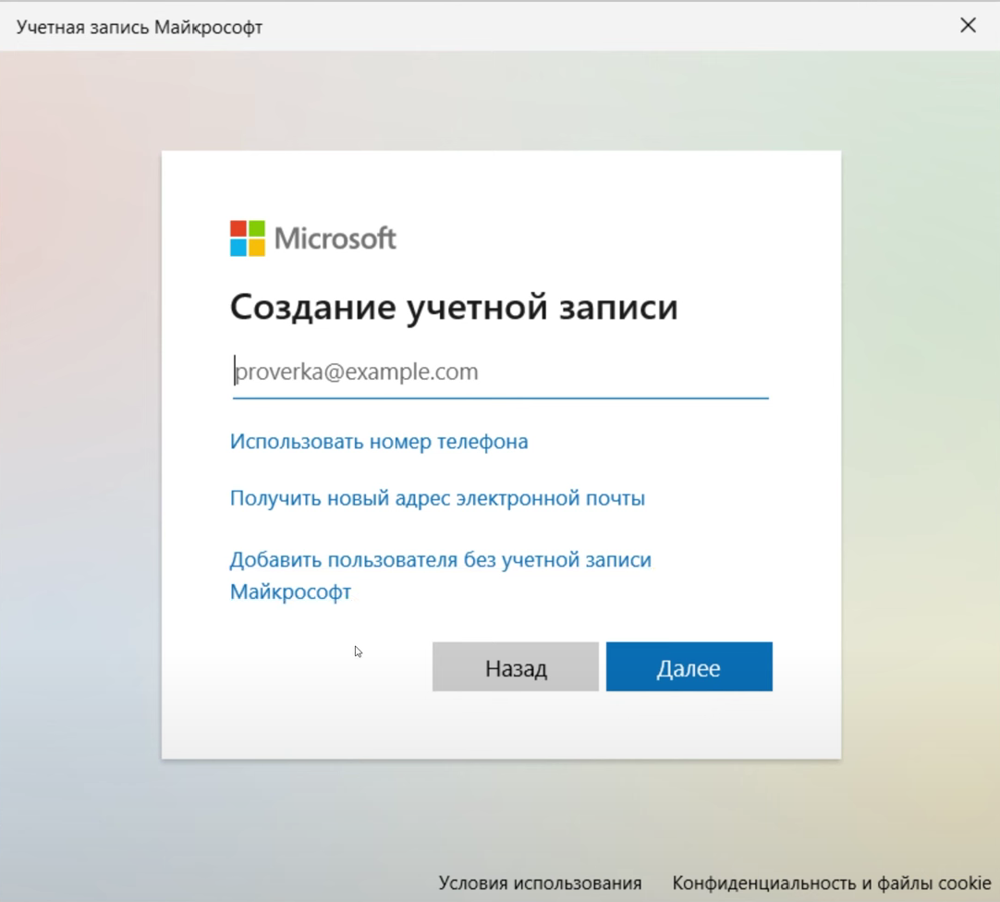 Учетная запись Майкрософт
Microsoft
Создание учетной записи
proverka@example.com
Использовать номер телефона
Получить новый адрес электронной почты
Добавить пользователя без учетной записи
Майкрософт
Назад Далее
Условия использования Конфиденциальность и файлы cookie